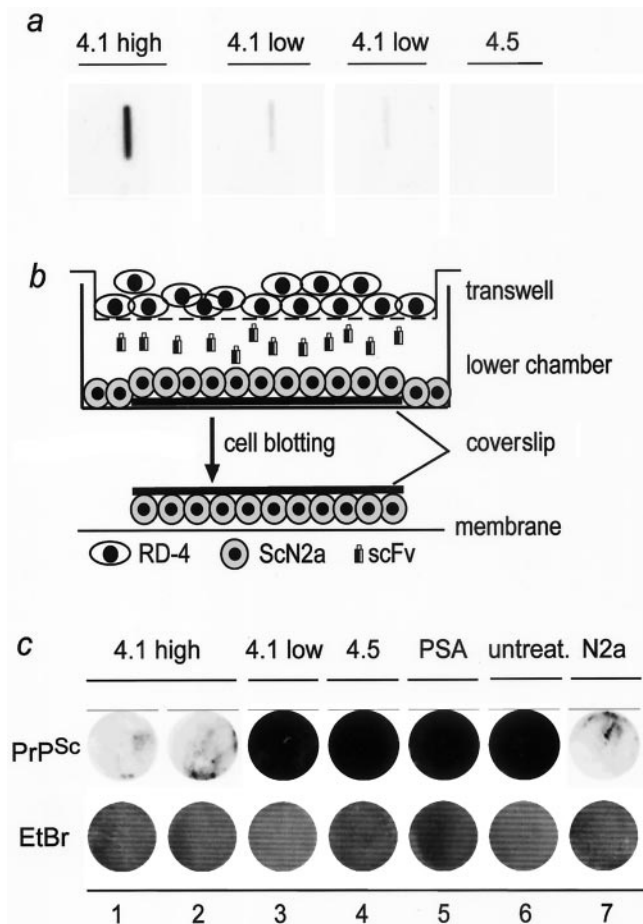 a
4.1 high 4.1 low 4.1 low 4.5
b
transwell
lower chamber
cell blotting
coverslip
membrane
RD-4 ScN2a scFv
c
4.1 high 4.1 low 4.5 PSA untreat. N2a
PrPSc
EtBr
1 2 3 4 5 6 7